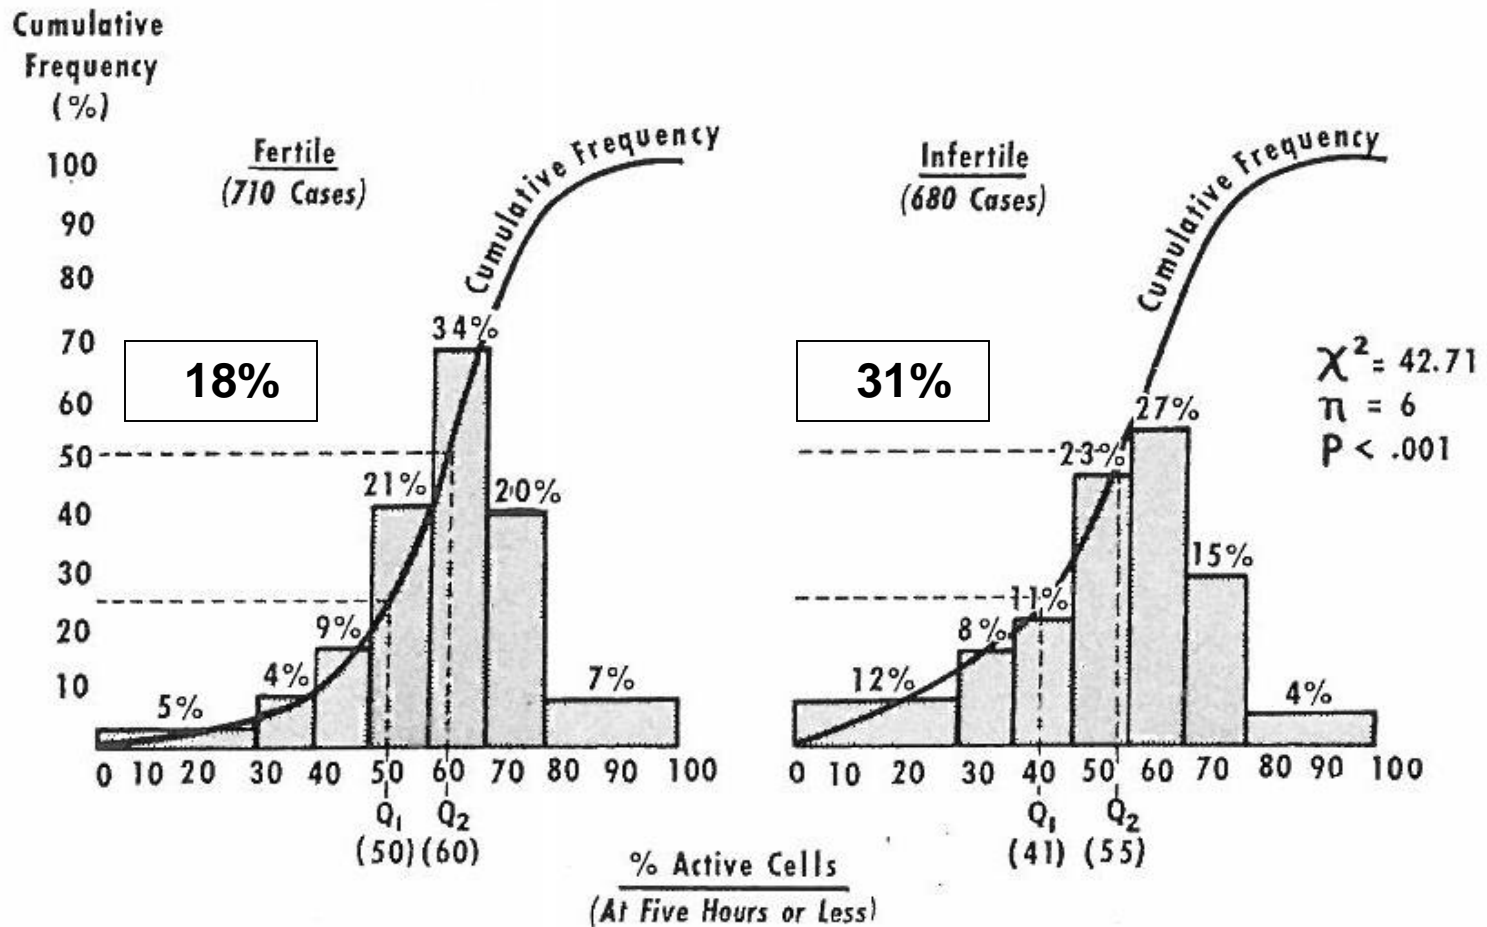 Cumulative
Frequency
(%)
Fertile
(710 Cases)
Cumulative Frequency
100
90
80
70
60
50
40
30
20
10
18%
5%
4%
9%
21%
34%
20%
7%
0 10 20 30 40 50 60 70 80 90 100
Q₁ Q₂
(50) (60)
Infertile
(680 Cases)
Cumulative Frequency
31%
12%
8%
11%
23%
27%
15%
4%
0 10 20 30 40 50 60 70 80 90 100
Q₁ Q₂
(41) (55)
χ² = 42.71
n = 6
P < .001
% Active Cells
(At Five Hours or Less)